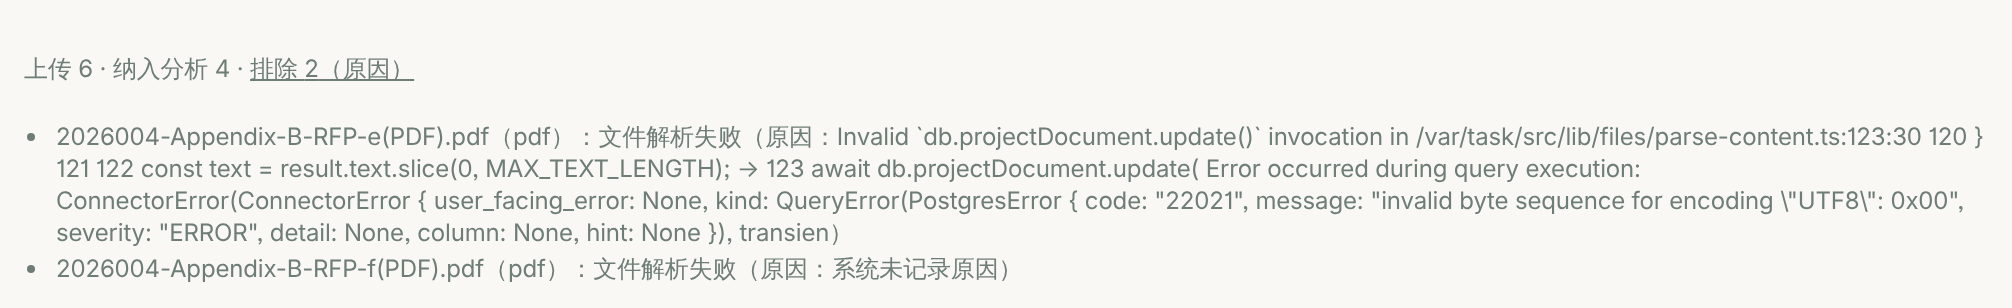 上传 6 · 纳入分析 4 · 排除 2（原因）
• 2026004-Appendix-B-RFP-e(PDF).pdf（pdf）：文件解析失败（原因：Invalid `db.projectDocument.update()` invocation in /var/task/src/lib/files/parse-content.ts:123:30 120 }
121 122 const text = result.text.slice(0, MAX_TEXT_LENGTH); → 123 await db.projectDocument.update( Error occurred during query execution:
ConnectorError(ConnectorError { user_facing_error: None, kind: QueryError(PostgresError { code: "22021", message: "invalid byte sequence for encoding \"UTF8\": 0x00",
severity: "ERROR", detail: None, column: None, hint: None }), transien）
• 2026004-Appendix-B-RFP-f(PDF).pdf（pdf）：文件解析失败（原因：系统未记录原因）